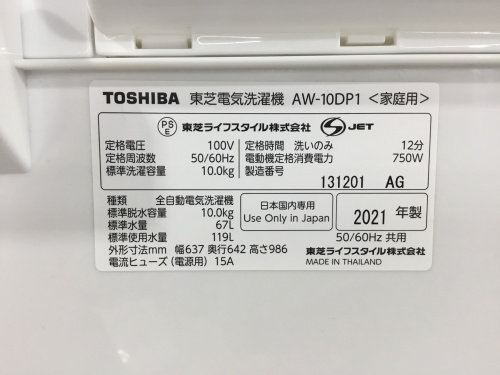 TOSHIBA 東芝電気洗濯機 AW-10DP1 <家庭用>
PS E 東芝ライフスタイル株式会社 S JET
定格電圧 100V
定格周波数 50/60Hz
標準洗濯容量 10.0kg
定格時間 洗いのみ 12分
電動機定格消費電力 750W
製造番号
131201 AG
種類 全自動電気洗濯機
標準脱水容量 10.0kg
標準水量 67L
標準使用水量 119L
外形寸法mm 幅637 奥行642 高さ986
電流ヒューズ(電源用) 15A
日本国内専用
Use Only in Japan
2021 年製
50/60Hz 共用
東芝ライフスタイル株式会社
MADE IN THAILAND